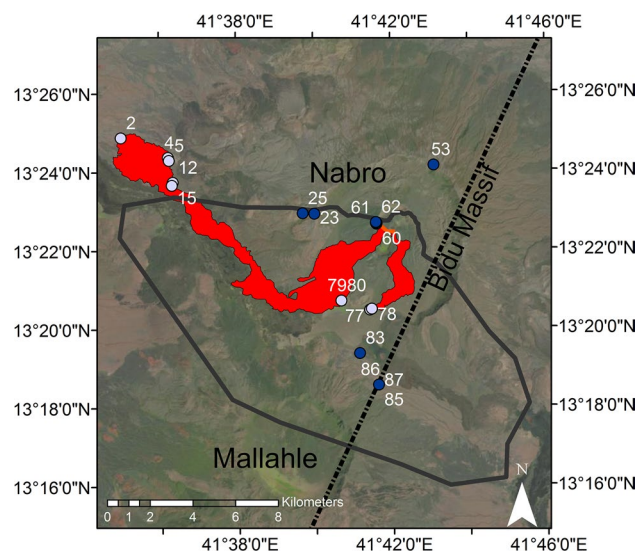 41°38'0"E 41°42'0"E 41°46'0"E
13°26'0"N 13°26'0"N
2
45
53
12
13°24'0"N 13°24'0"N
Nabro
15
25
61 62
23
Bidu Massif
60
13°22'0"N 13°22'0"N
7980
77 78
13°20'0"N 13°20'0"N
83
86 87
85
13°18'0"N 13°18'0"N
Mallahle
13°16'0"N 13°16'0"N
N
Kilometers
0 1 2 4 6 8
41°38'0"E 41°42'0"E 41°46'0"E